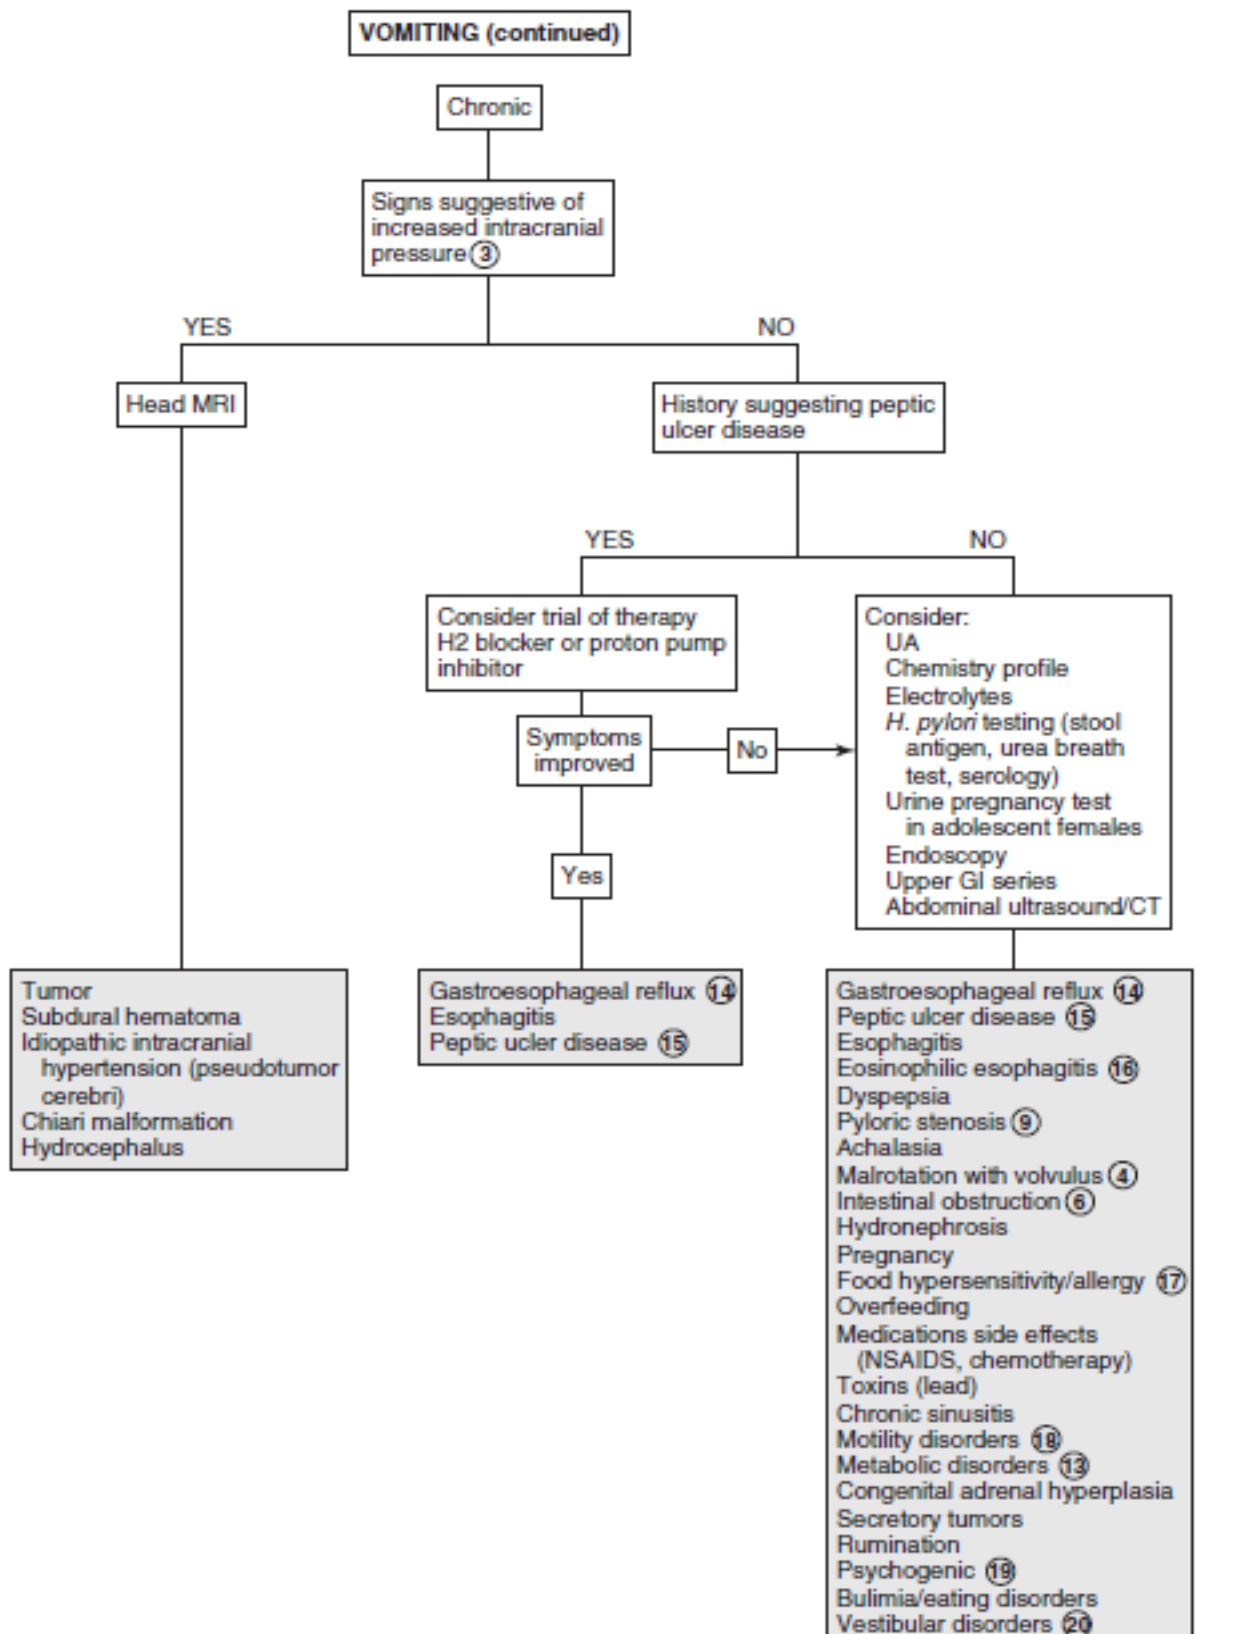 VOMITING (continued)
Chronic
Signs suggestive of
increased intracranial
pressure 3
YES
NO
Head MRI
History suggesting peptic
ulcer disease
YES
NO
Consider trial of therapy
H2 blocker or proton pump
inhibitor
Symptoms
improved
No
Yes
Consider:
UA
Chemistry profile
Electrolytes
H. pylori testing (stool
antigen, urea breath
test, serology)
Urine pregnancy test
in adolescent females
Endoscopy
Upper GI series
Abdominal ultrasound/CT
Tumor
Subdural hematoma
Idiopathic intracranial
hypertension (pseudotumor
cerebri)
Chiari malformation
Hydrocephalus
Gastroesophageal reflux 14
Esophagitis
Peptic ucler disease 15
Gastroesophageal reflux 14
Peptic ulcer disease 15
Esophagitis
Eosinophilic esophagitis 16
Dyspepsia
Pyloric stenosis 9
Achalasia
Malrotation with volvulus 4
Intestinal obstruction 6
Hydronephrosis
Pregnancy
Food hypersensitivity/allergy 17
Overfeeding
Medications side effects
(NSAIDS, chemotherapy)
Toxins (lead)
Chronic sinusitis
Motility disorders 18
Metabolic disorders 13
Congenital adrenal hyperplasia
Secretory tumors
Rumination
Psychogenic 19
Bulimia/eating disorders
Vestibular disorders 20